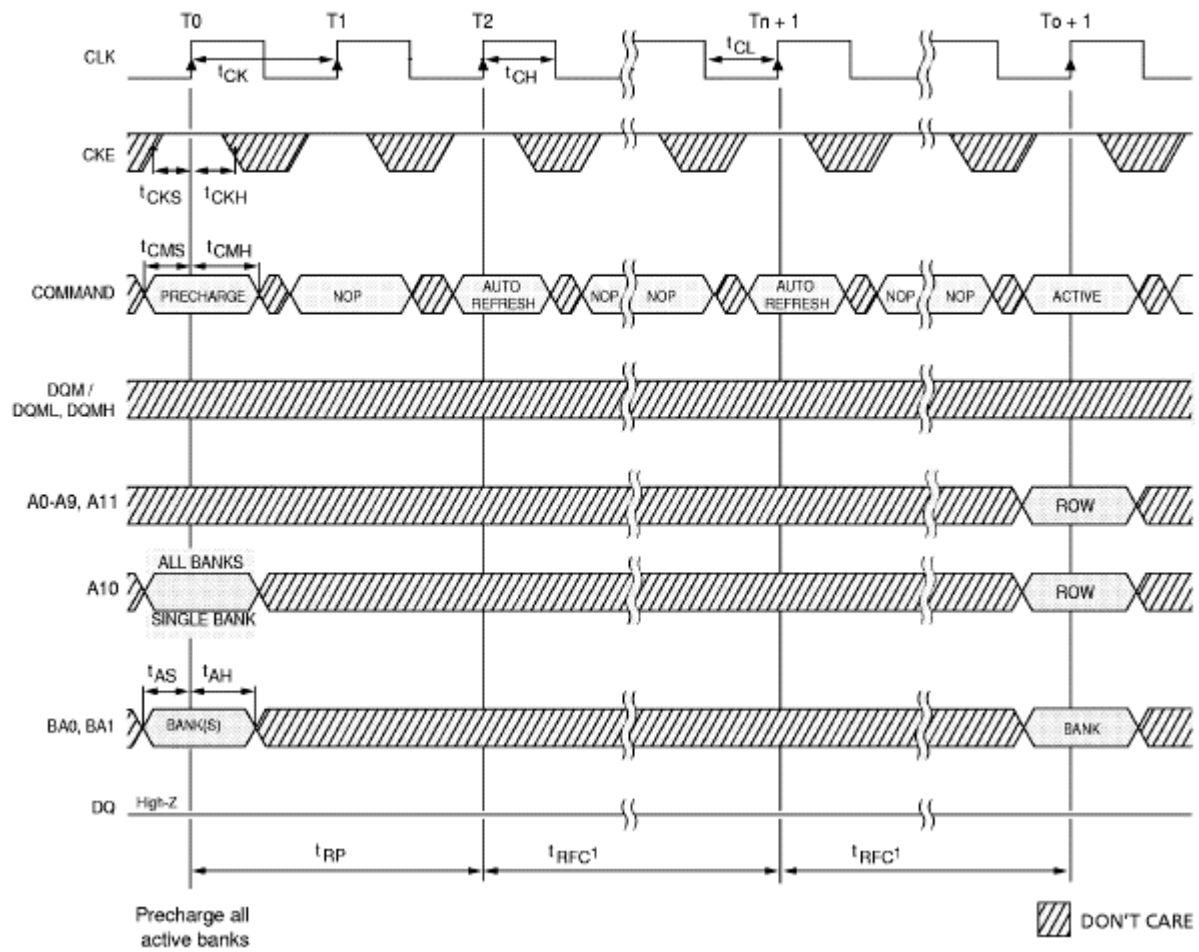 T0 T1 T2 Tn + 1 To + 1
CLK
tCK tCH tCL
CKE
tCKS tCKH
tCMS tCMH
COMMAND PRECHARGE NOP AUTO REFRESH NOP NOP AUTO REFRESH NOP NOP ACTIVE
DQM /
DQML, DQMH
A0-A9, A11 ROW
ALL BANKS
A10 ROW
SINGLE BANK
tAS tAH
BA0, BA1 BANK(S) BANK
DQ High-Z
tRP tRFC1 tRFC1
Precharge all
active banks
DON'T CARE